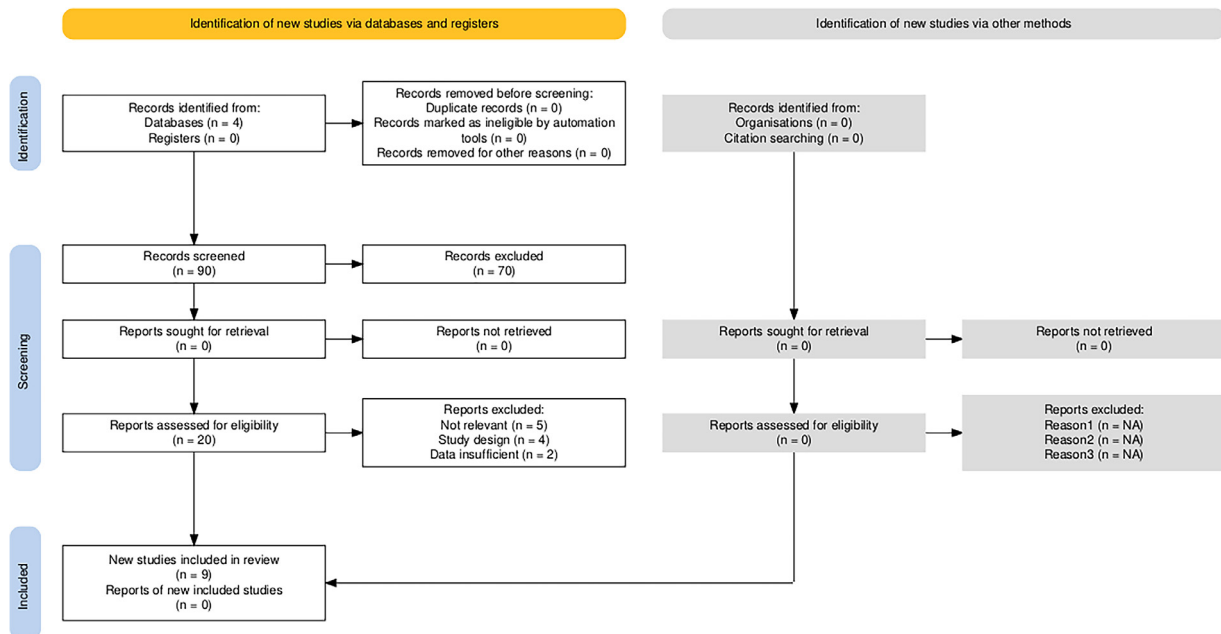 Identification of new studies via databases and registers
Identification of new studies via other methods
Identification
Records identified from:
Databases (n = 4)
Registers (n = 0)
Records removed before screening:
Duplicate records (n = 0)
Records marked as ineligible by automation
tools (n = 0)
Records removed for other reasons (n = 0)
Records identified from:
Organisations (n = 0)
Citation searching (n = 0)
Screening
Records screened
(n = 90)
Records excluded
(n = 70)
Reports sought for retrieval
(n = 0)
Reports not retrieved
(n = 0)
Reports sought for retrieval
(n = 0)
Reports not retrieved
(n = 0)
Reports assessed for eligibility
(n = 20)
Reports excluded:
Not relevant (n = 5)
Study design (n = 4)
Data insufficient (n = 2)
Reports assessed for eligibility
(n = 0)
Reports excluded:
Reason1 (n = NA)
Reason2 (n = NA)
Reason3 (n = NA)
Included
New studies included in review
(n = 9)
Reports of new included studies
(n = 0)